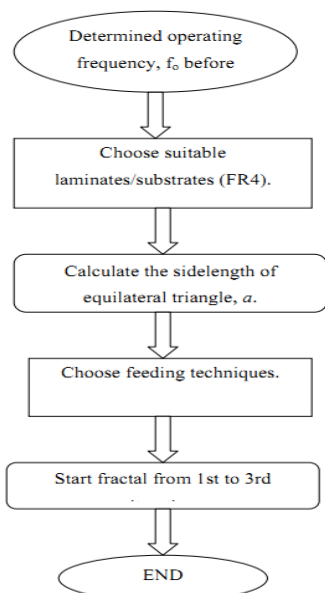 Determined operating
frequency, fₒ before
Choose suitable
laminates/substrates (FR4).
Calculate the sidelength of
equilateral triangle, a.
Choose feeding techniques.
Start fractal from 1st to 3rd
END